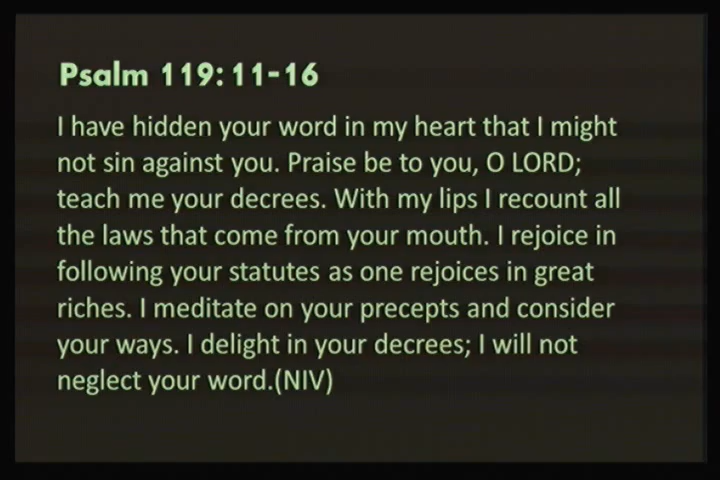 Psalm 119:11-16
I have hidden your word in my heart that I might
not sin against you. Praise be to you, O LORD;
teach me your decrees. With my lips I recount all
the laws that come from your mouth. I rejoice in
following your statutes as one rejoices in great
riches. I meditate on your precepts and consider
your ways. I delight in your decrees; I will not
neglect your word.(NIV)